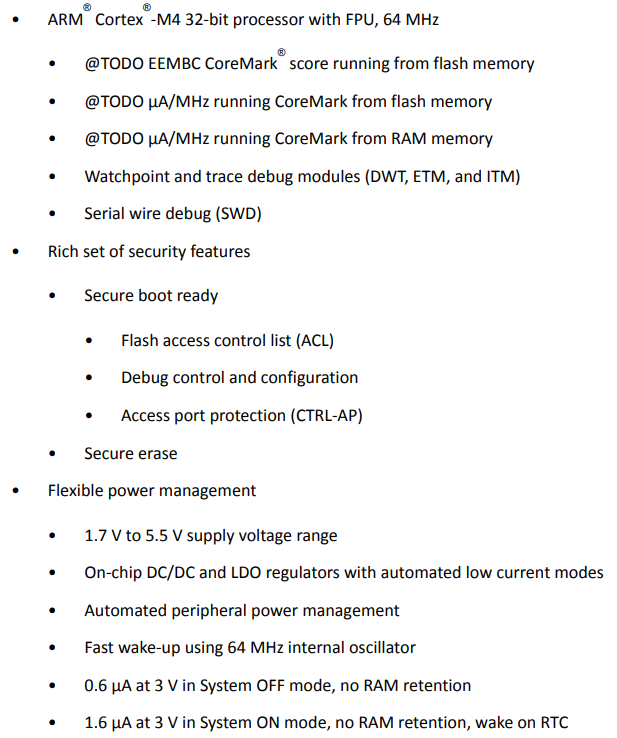 • ARM® Cortex®-M4 32-bit processor with FPU, 64 MHz
• @TODO EEMBC CoreMark® score running from flash memory
• @TODO µA/MHz running CoreMark from flash memory
• @TODO µA/MHz running CoreMark from RAM memory
• Watchpoint and trace debug modules (DWT, ETM, and ITM)
• Serial wire debug (SWD)
• Rich set of security features
• Secure boot ready
• Flash access control list (ACL)
• Debug control and configuration
• Access port protection (CTRL-AP)
• Secure erase
• Flexible power management
• 1.7 V to 5.5 V supply voltage range
• On-chip DC/DC and LDO regulators with automated low current modes
• Automated peripheral power management
• Fast wake-up using 64 MHz internal oscillator
• 0.6 µA at 3 V in System OFF mode, no RAM retention
• 1.6 µA at 3 V in System ON mode, no RAM retention, wake on RTC